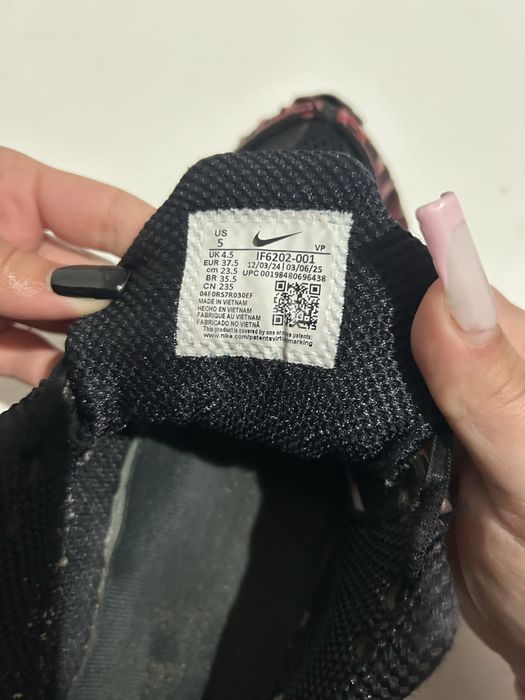 US
5
VP
UK 4.5
EUR 37.5
cm 23.5
BR 35.5
CN 235
IF6202-001
12/03/24 | 03/06/25
UPC 00198480696438
04F0RS7R030EF
MADE IN VIETNAM
HECHO EN VIETNAM
FABRIQUE AU VIETNAM
FABRICADO NO VIETNÃ
This product is covered by one of more patents:
www.nike.com/patentsvirtualmarking